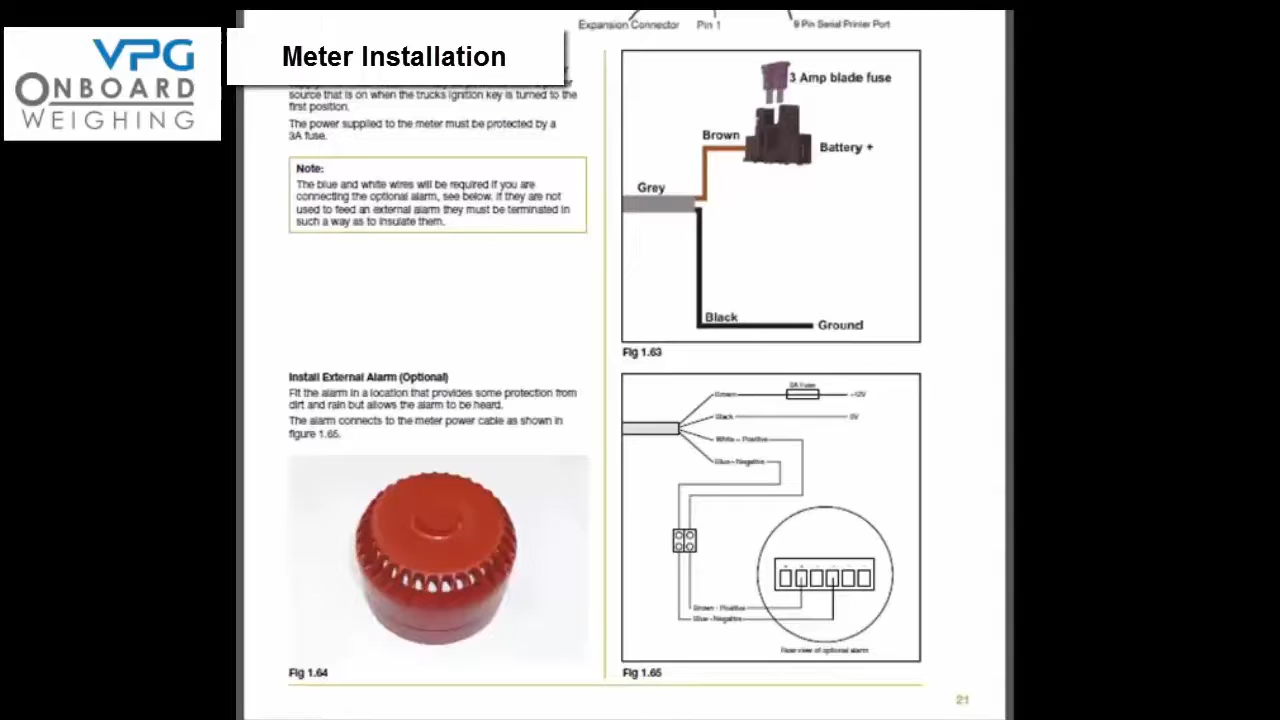 Expansion Connector
Pin 1
9 Pin Serial Printer Port
VPG
ONBOARD
WEIGHING
Meter Installation
source that is on when the trucks ignition key is turned to the
first position.
The power supplied to the meter must be protected by a
3A fuse.
Note:
The blue and white wires will be required if you are
connecting the optional alarm, see below. If they are not
used to feed an external alarm they must be terminated in
such a way as to insulate them.
3 Amp blade fuse
Brown
Battery +
Grey
Black
Ground
Fig 1.63
Install External Alarm (Optional)
Fit the alarm in a location that provides some protection from
dirt and rain but allows the alarm to be heard.
The alarm connects to the meter power cable as shown in
figure 1.65.
Fig 1.64
Brown
Fuse
+12V
Black
0V
White - Positive
Blue - Negative
Brown - Positive
Blue - Negative
Rear view of optional alarm
Fig 1.65
21